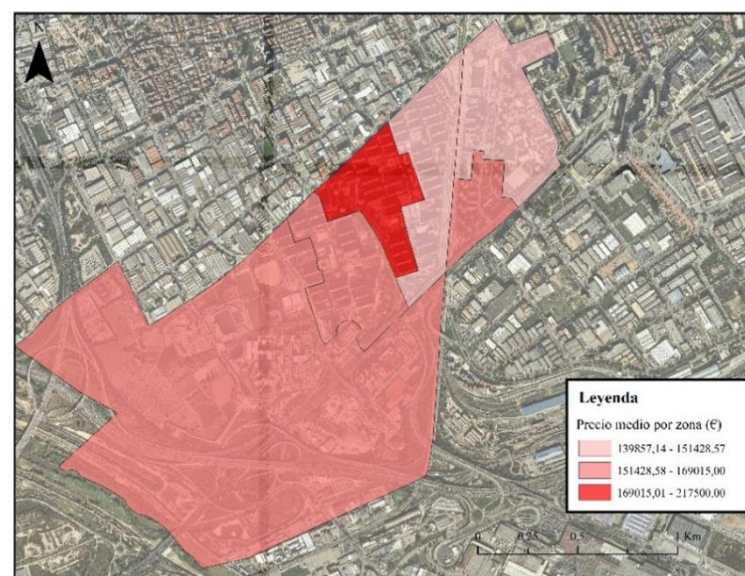 N
Leyenda
Precio medio por zona (€)
139857,14 - 151428,57
151428,58 - 169015,00
169015,01 - 217500,00
0 0,25 0,5 1 Km